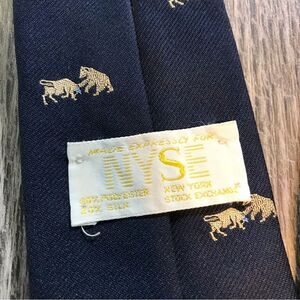 MADE EXPRESSLY FOR
NYSE
80% POLYESTER NEW YORK
20% SILK STOCK EXCHANGE